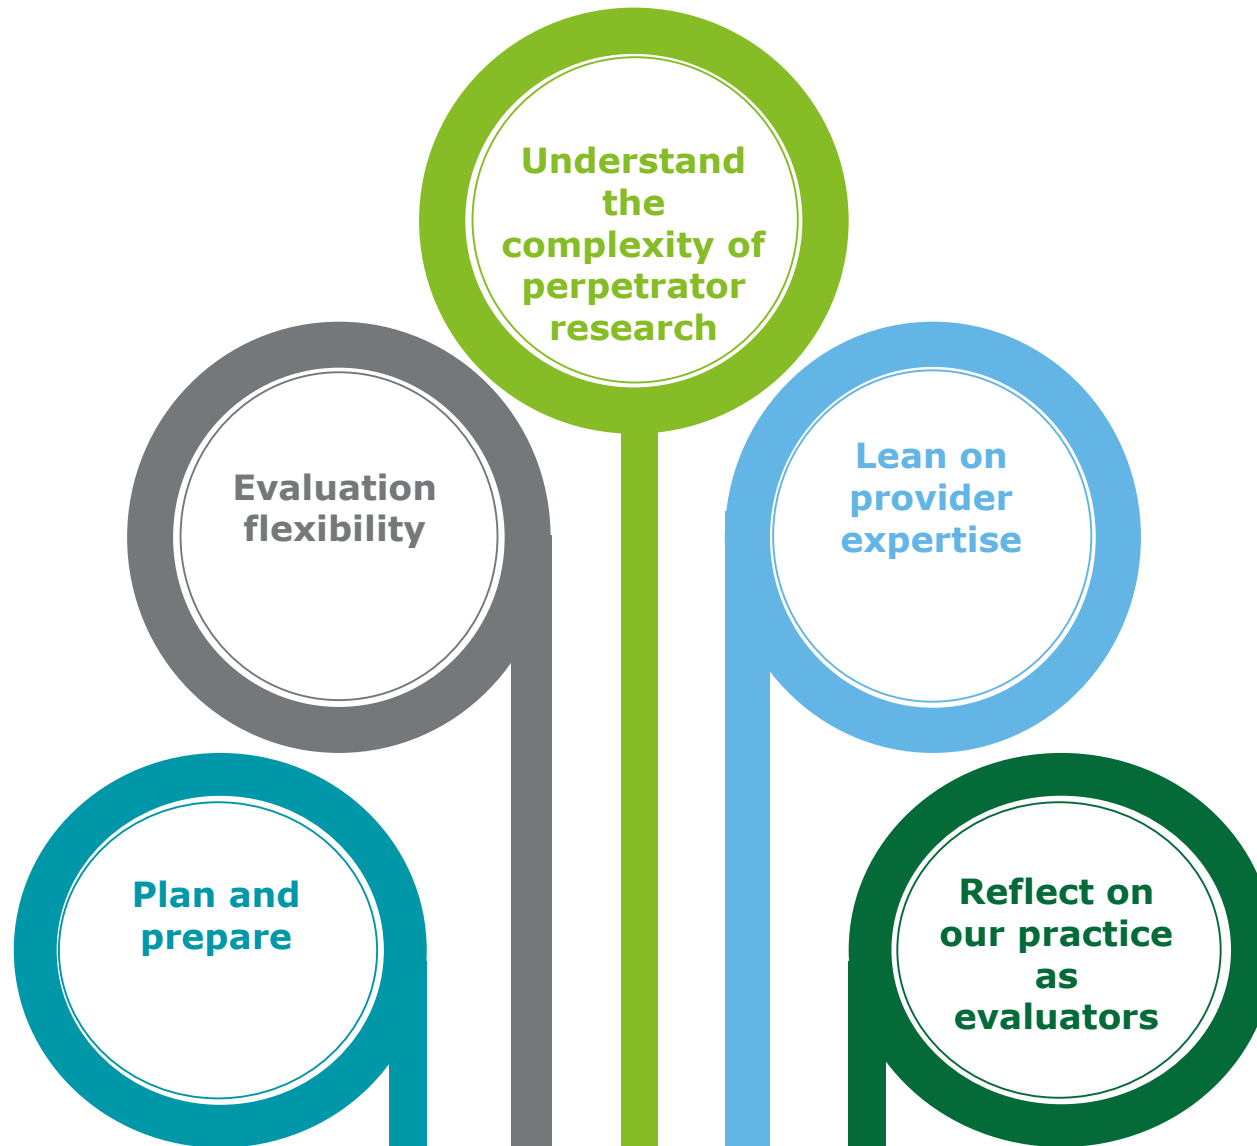 Understand
the
complexity of
perpetrator
research
Evaluation
flexibility
Lean on
provider
expertise
Plan and
prepare
Reflect on
our practice
as
evaluators